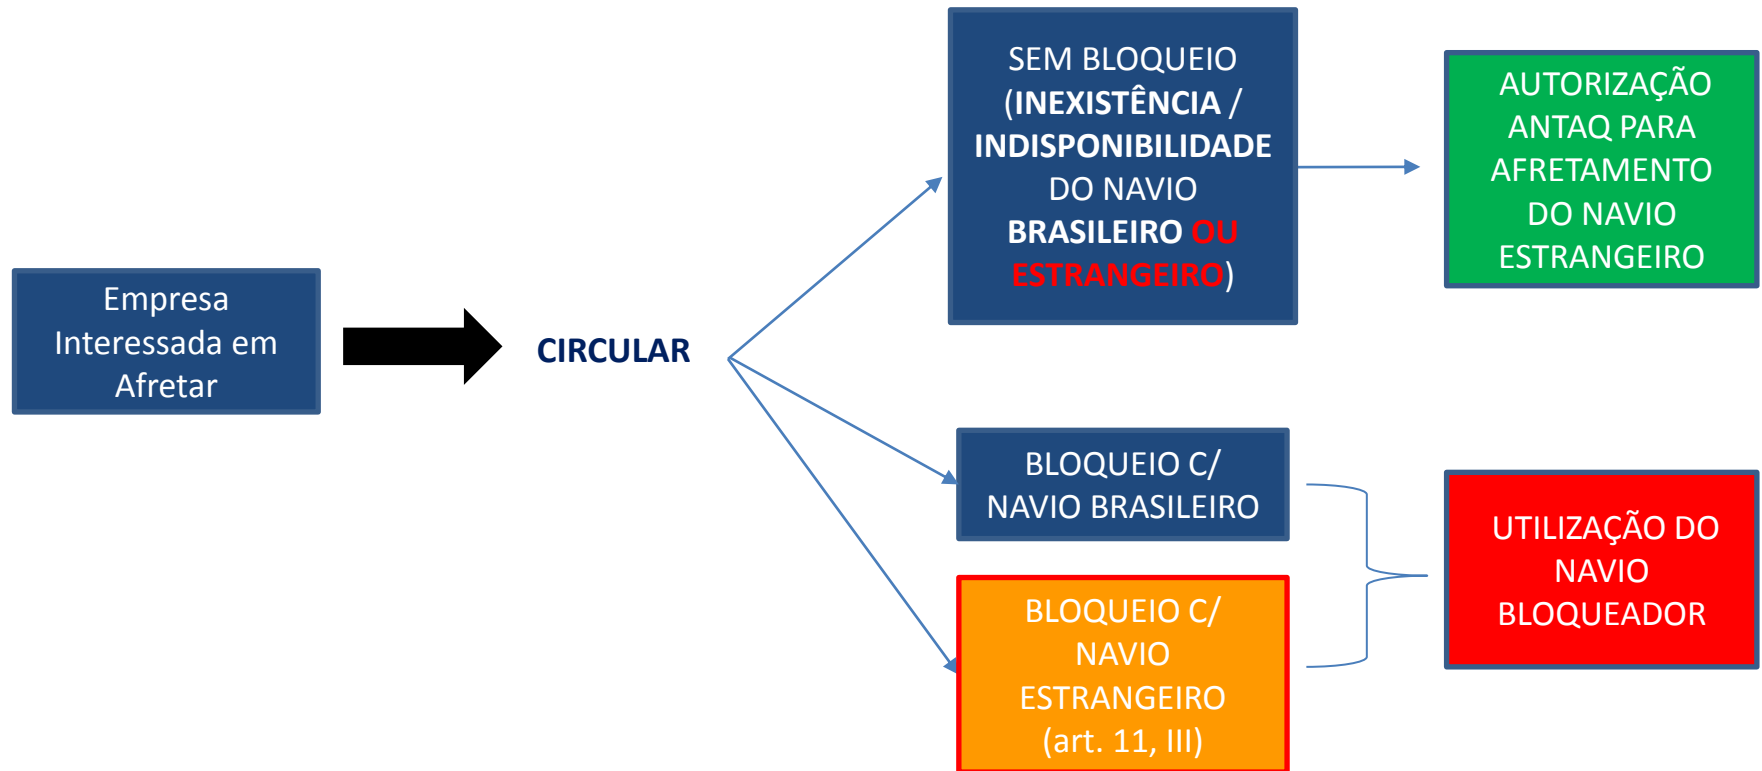 Empresa
Interessada em
Afretar
CIRCULAR
SEM BLOQUEIO
(INEXISTÊNCIA /
INDISPONIBILIDADE
DO NAVIO
BRASILEIRO OU
ESTRANGEIRO)
AUTORIZAÇÃO
ANTAQ PARA
AFRETAMENTO
DO NAVIO
ESTRANGEIRO
BLOQUEIO C/
NAVIO BRASILEIRO
BLOQUEIO C/
NAVIO
ESTRANGEIRO
(art. 11, III)
UTILIZAÇÃO DO
NAVIO
BLOQUEADOR